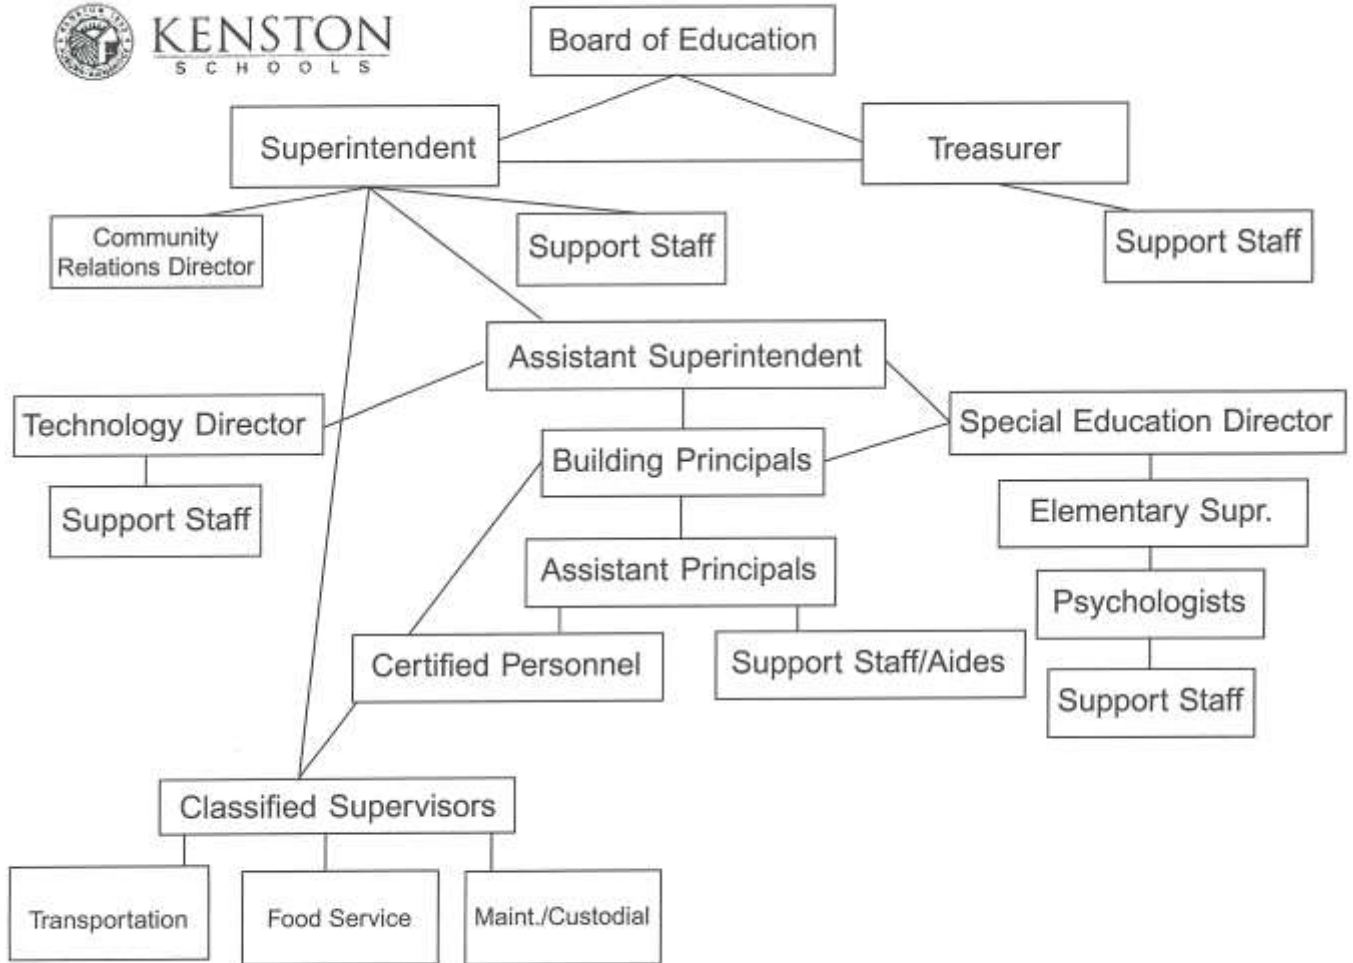 KENSTON
SCHOOLS
Board of Education
Superintendent
Treasurer
Community
Relations Director
Support Staff
Support Staff
Assistant Superintendent
Technology Director
Special Education Director
Building Principals
Support Staff
Elementary Supr.
Assistant Principals
Psychologists
Certified Personnel
Support Staff/Aides
Support Staff
Classified Supervisors
Transportation
Food Service
Maint./Custodial